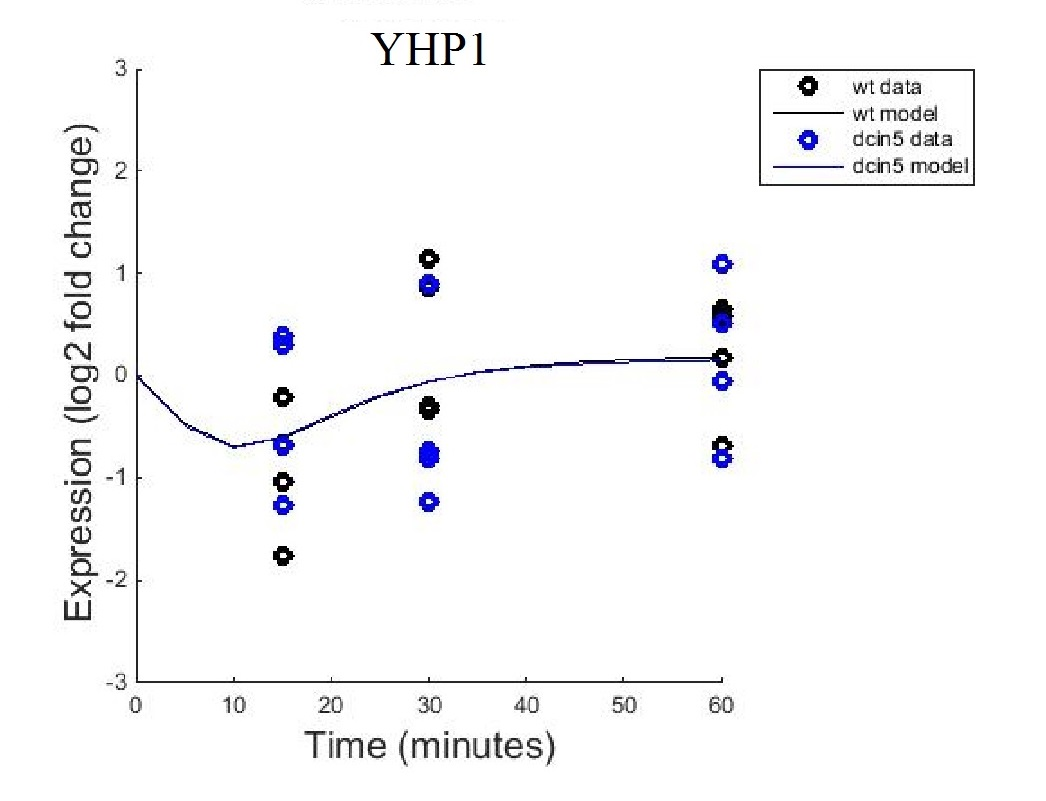 YHP1
3
2
1
0
-1
-2
-3
Expression (log2 fold change)
0 10 20 30 40 50 60
Time (minutes)
wt data
wt model
dcin5 data
dcin5 model